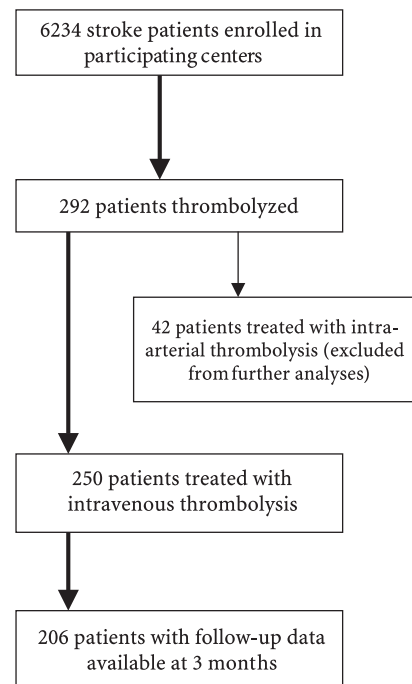 6234 stroke patients enrolled in
participating centers
292 patients thrombolyzed
42 patients treated with intra-
arterial thrombolysis (excluded
from further analyses)
250 patients treated with
intravenous thrombolysis
206 patients with follow-up data
available at 3 months